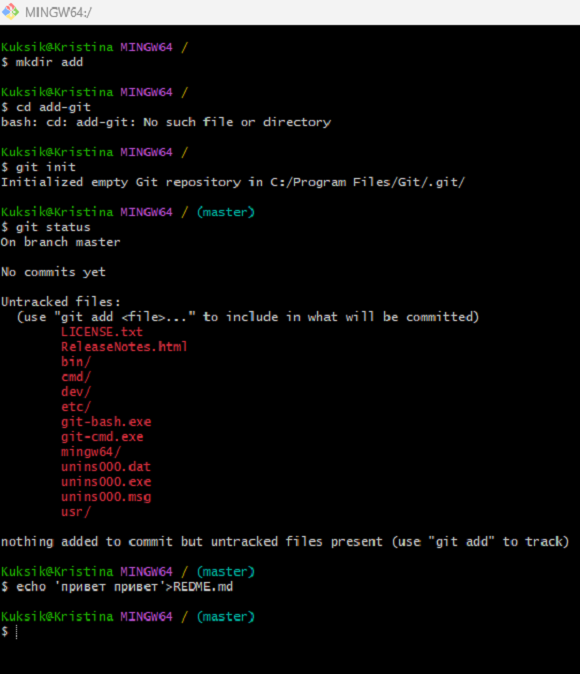 MINGW64:/
Kuksik@Kristina MINGW64 /
$ mkdir add
Kuksik@Kristina MINGW64 /
$ cd add-git
bash: cd: add-git: No such file or directory
Kuksik@Kristina MINGW64 /
$ git init
Initialized empty Git repository in C:/Program Files/Git/.git/
Kuksik@Kristina MINGW64 / (master)
$ git status
On branch master
No commits yet
Untracked files:
(use "git add <file>..." to include in what will be committed)
LICENSE.txt
ReleaseNotes.html
bin/
cmd/
dev/
etc/
git-bash.exe
git-cmd.exe
mingw64/
unins000.dat
unins000.exe
unins000.msg
usr/
nothing added to commit but untracked files present (use "git add" to track)
Kuksik@Kristina MINGW64 / (master)
$ echo 'привет привет'>REDME.md
Kuksik@Kristina MINGW64 / (master)
$